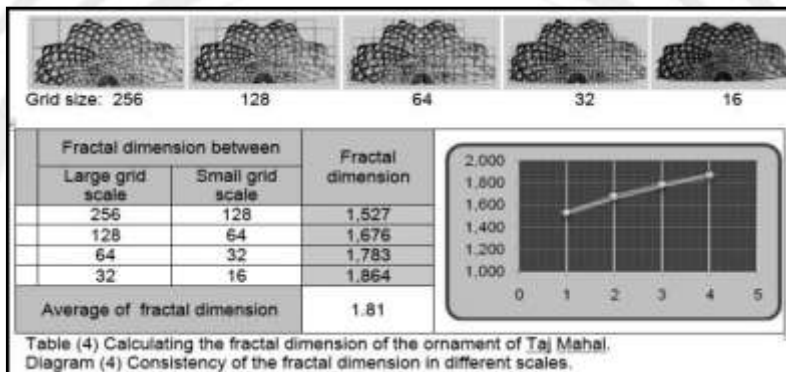 Grid size: 256 128 64 32 16
Fractal dimension between
Fractal dimension
Large grid scale Small grid scale
256 128 1,527
128 64 1,676
64 32 1,783
32 16 1,864
Average of fractal dimension 1.81
2,000
1,800
1,600
1,400
1,200
1,000
0 1 2 3 4 5
Table (4) Calculating the fractal dimension of the ornament of Taj Mahal.
Diagram (4) Consistency of the fractal dimension in different scales.